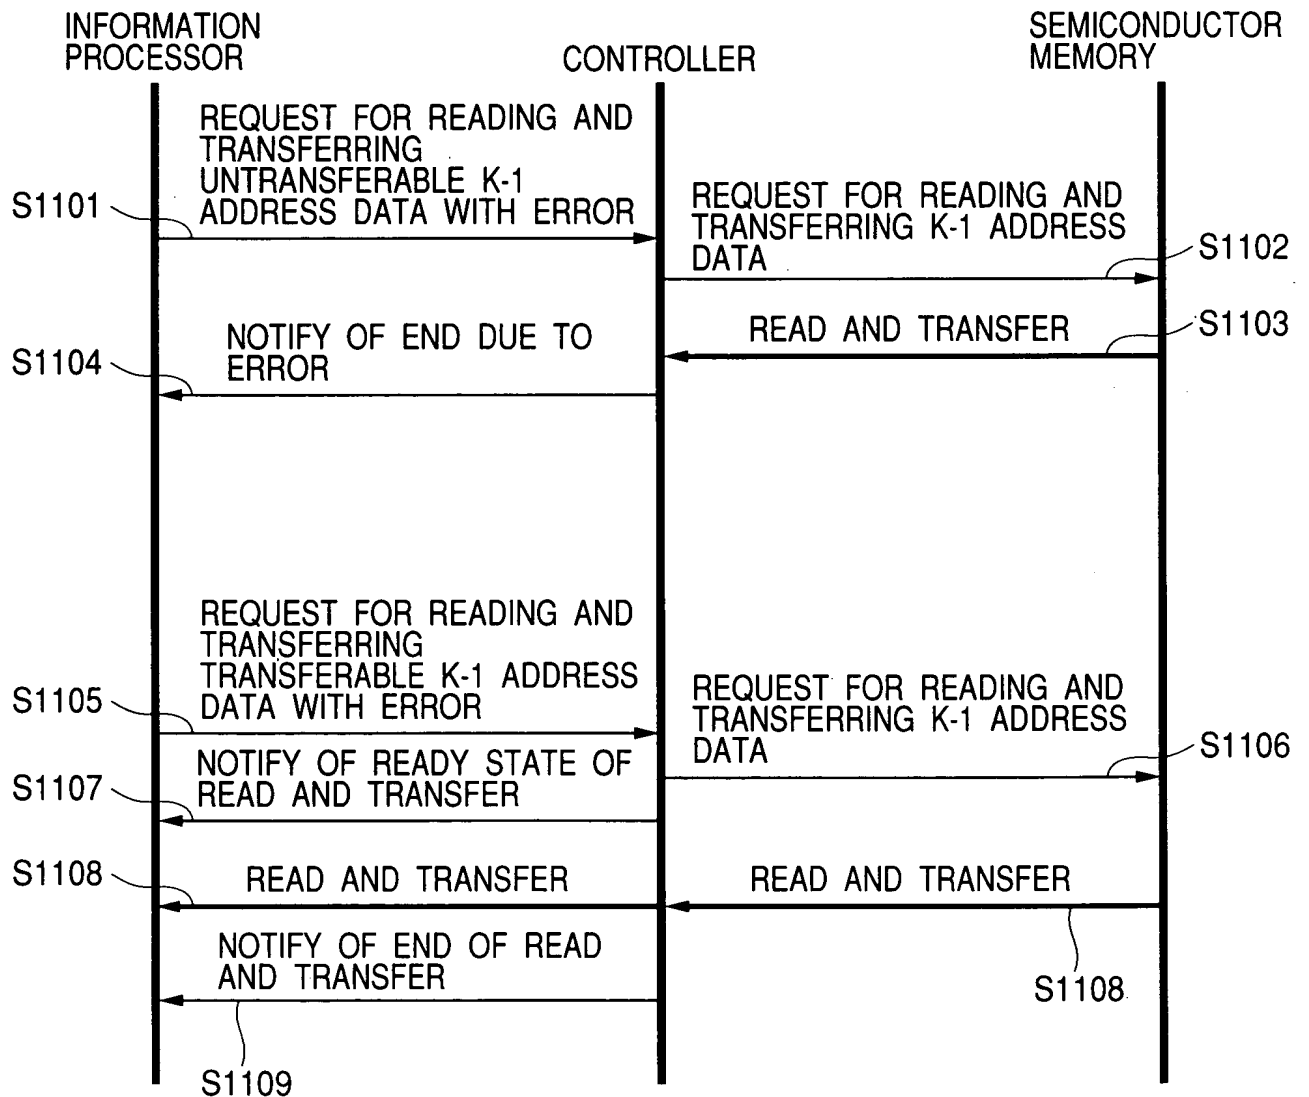 INFORMATION
PROCESSOR
CONTROLLER
SEMICONDUCTOR
MEMORY
REQUEST FOR READING AND
TRANSFERRING
UNTRANSFERABLE K-1
ADDRESS DATA WITH ERROR
S1101
REQUEST FOR READING AND
TRANSFERRING K-1 ADDRESS
DATA
S1102
READ AND TRANSFER
S1103
NOTIFY OF END DUE TO
ERROR
S1104
REQUEST FOR READING AND
TRANSFERRING
TRANSFERABLE K-1 ADDRESS
DATA WITH ERROR
S1105
REQUEST FOR READING AND
TRANSFERRING K-1 ADDRESS
DATA
S1106
NOTIFY OF READY STATE OF
READ AND TRANSFER
S1107
S1108
READ AND TRANSFER
READ AND TRANSFER
S1108
NOTIFY OF END OF READ
AND TRANSFER
S1109